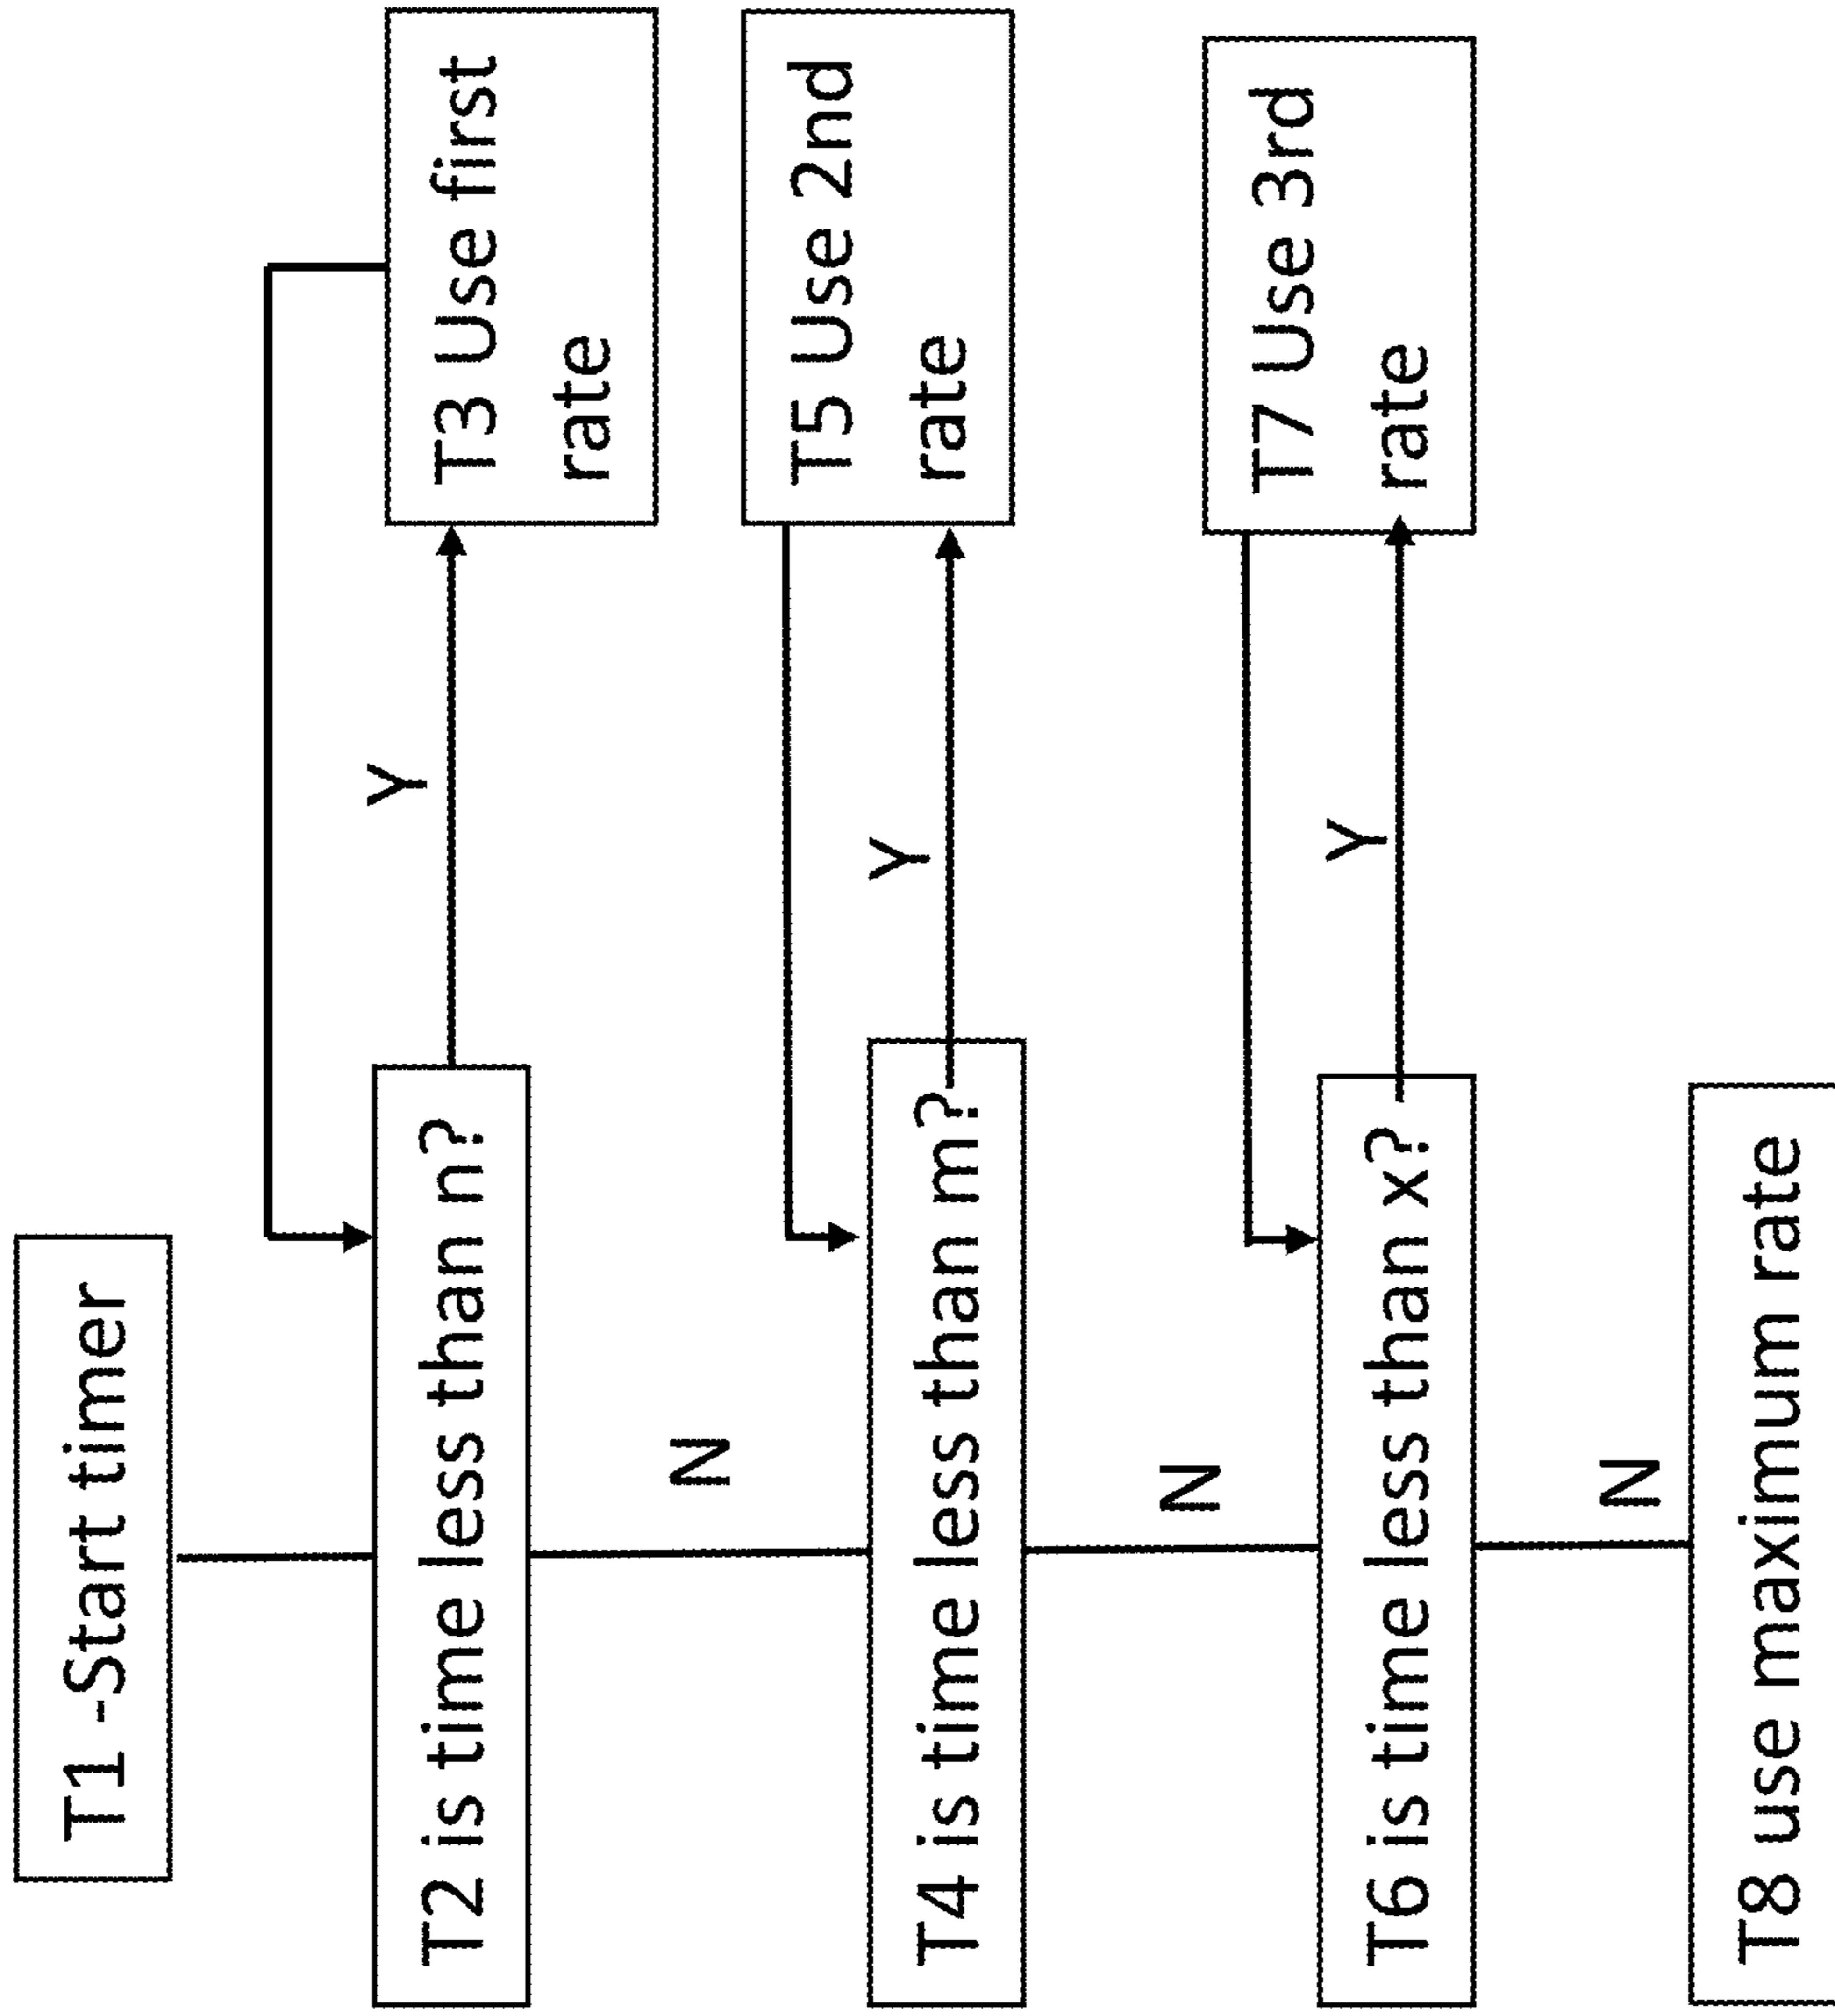 T1 -Start timer
T2 is time less than n?
Y
T3 Use first
rate
N
T4 is time less than m?
Y
T5 Use 2nd
rate
N
T6 is time less than x?
Y
T7 Use 3rd
rate
N
T8 use maximum rate